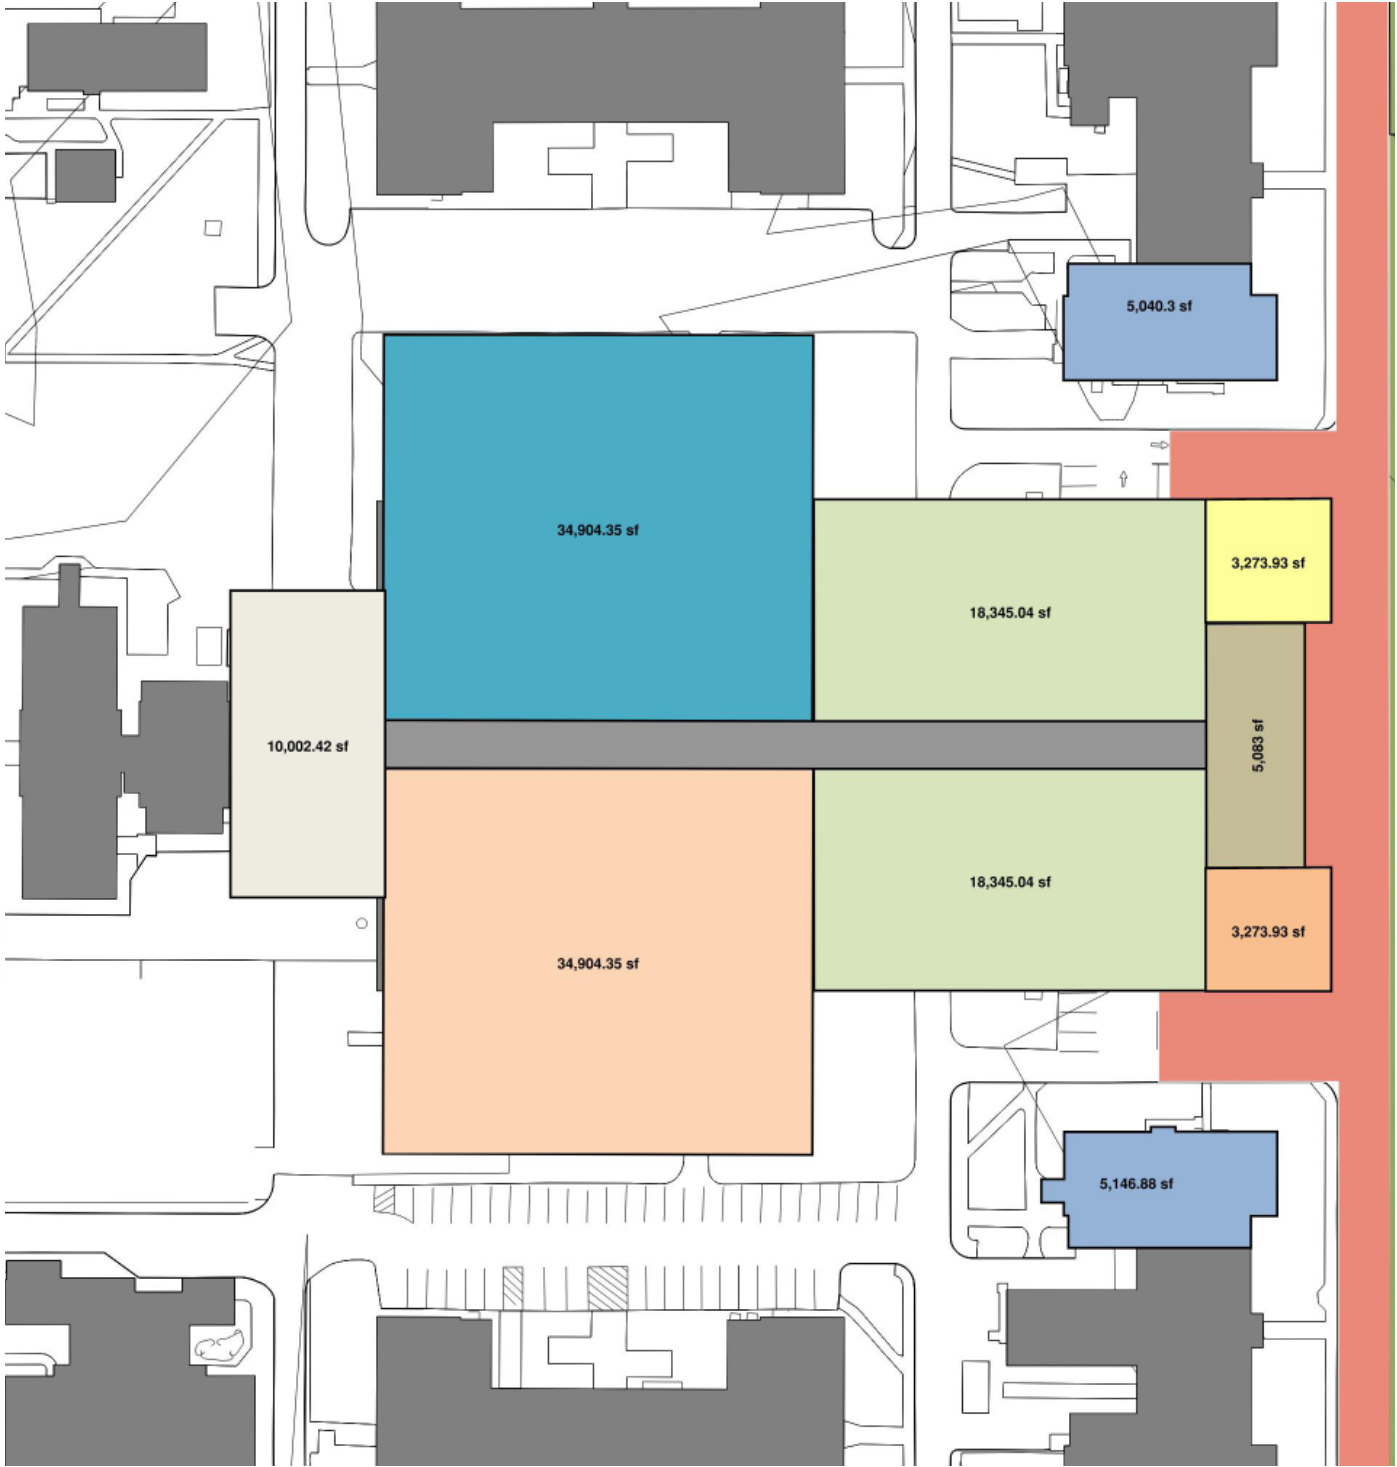 5,040.3 sf
34,904.35 sf
3,273.93 sf
18,345.04 sf
10,002.42 sf
5,083 sf
18,345.04 sf
3,273.93 sf
34,904.35 sf
5,146.88 sf